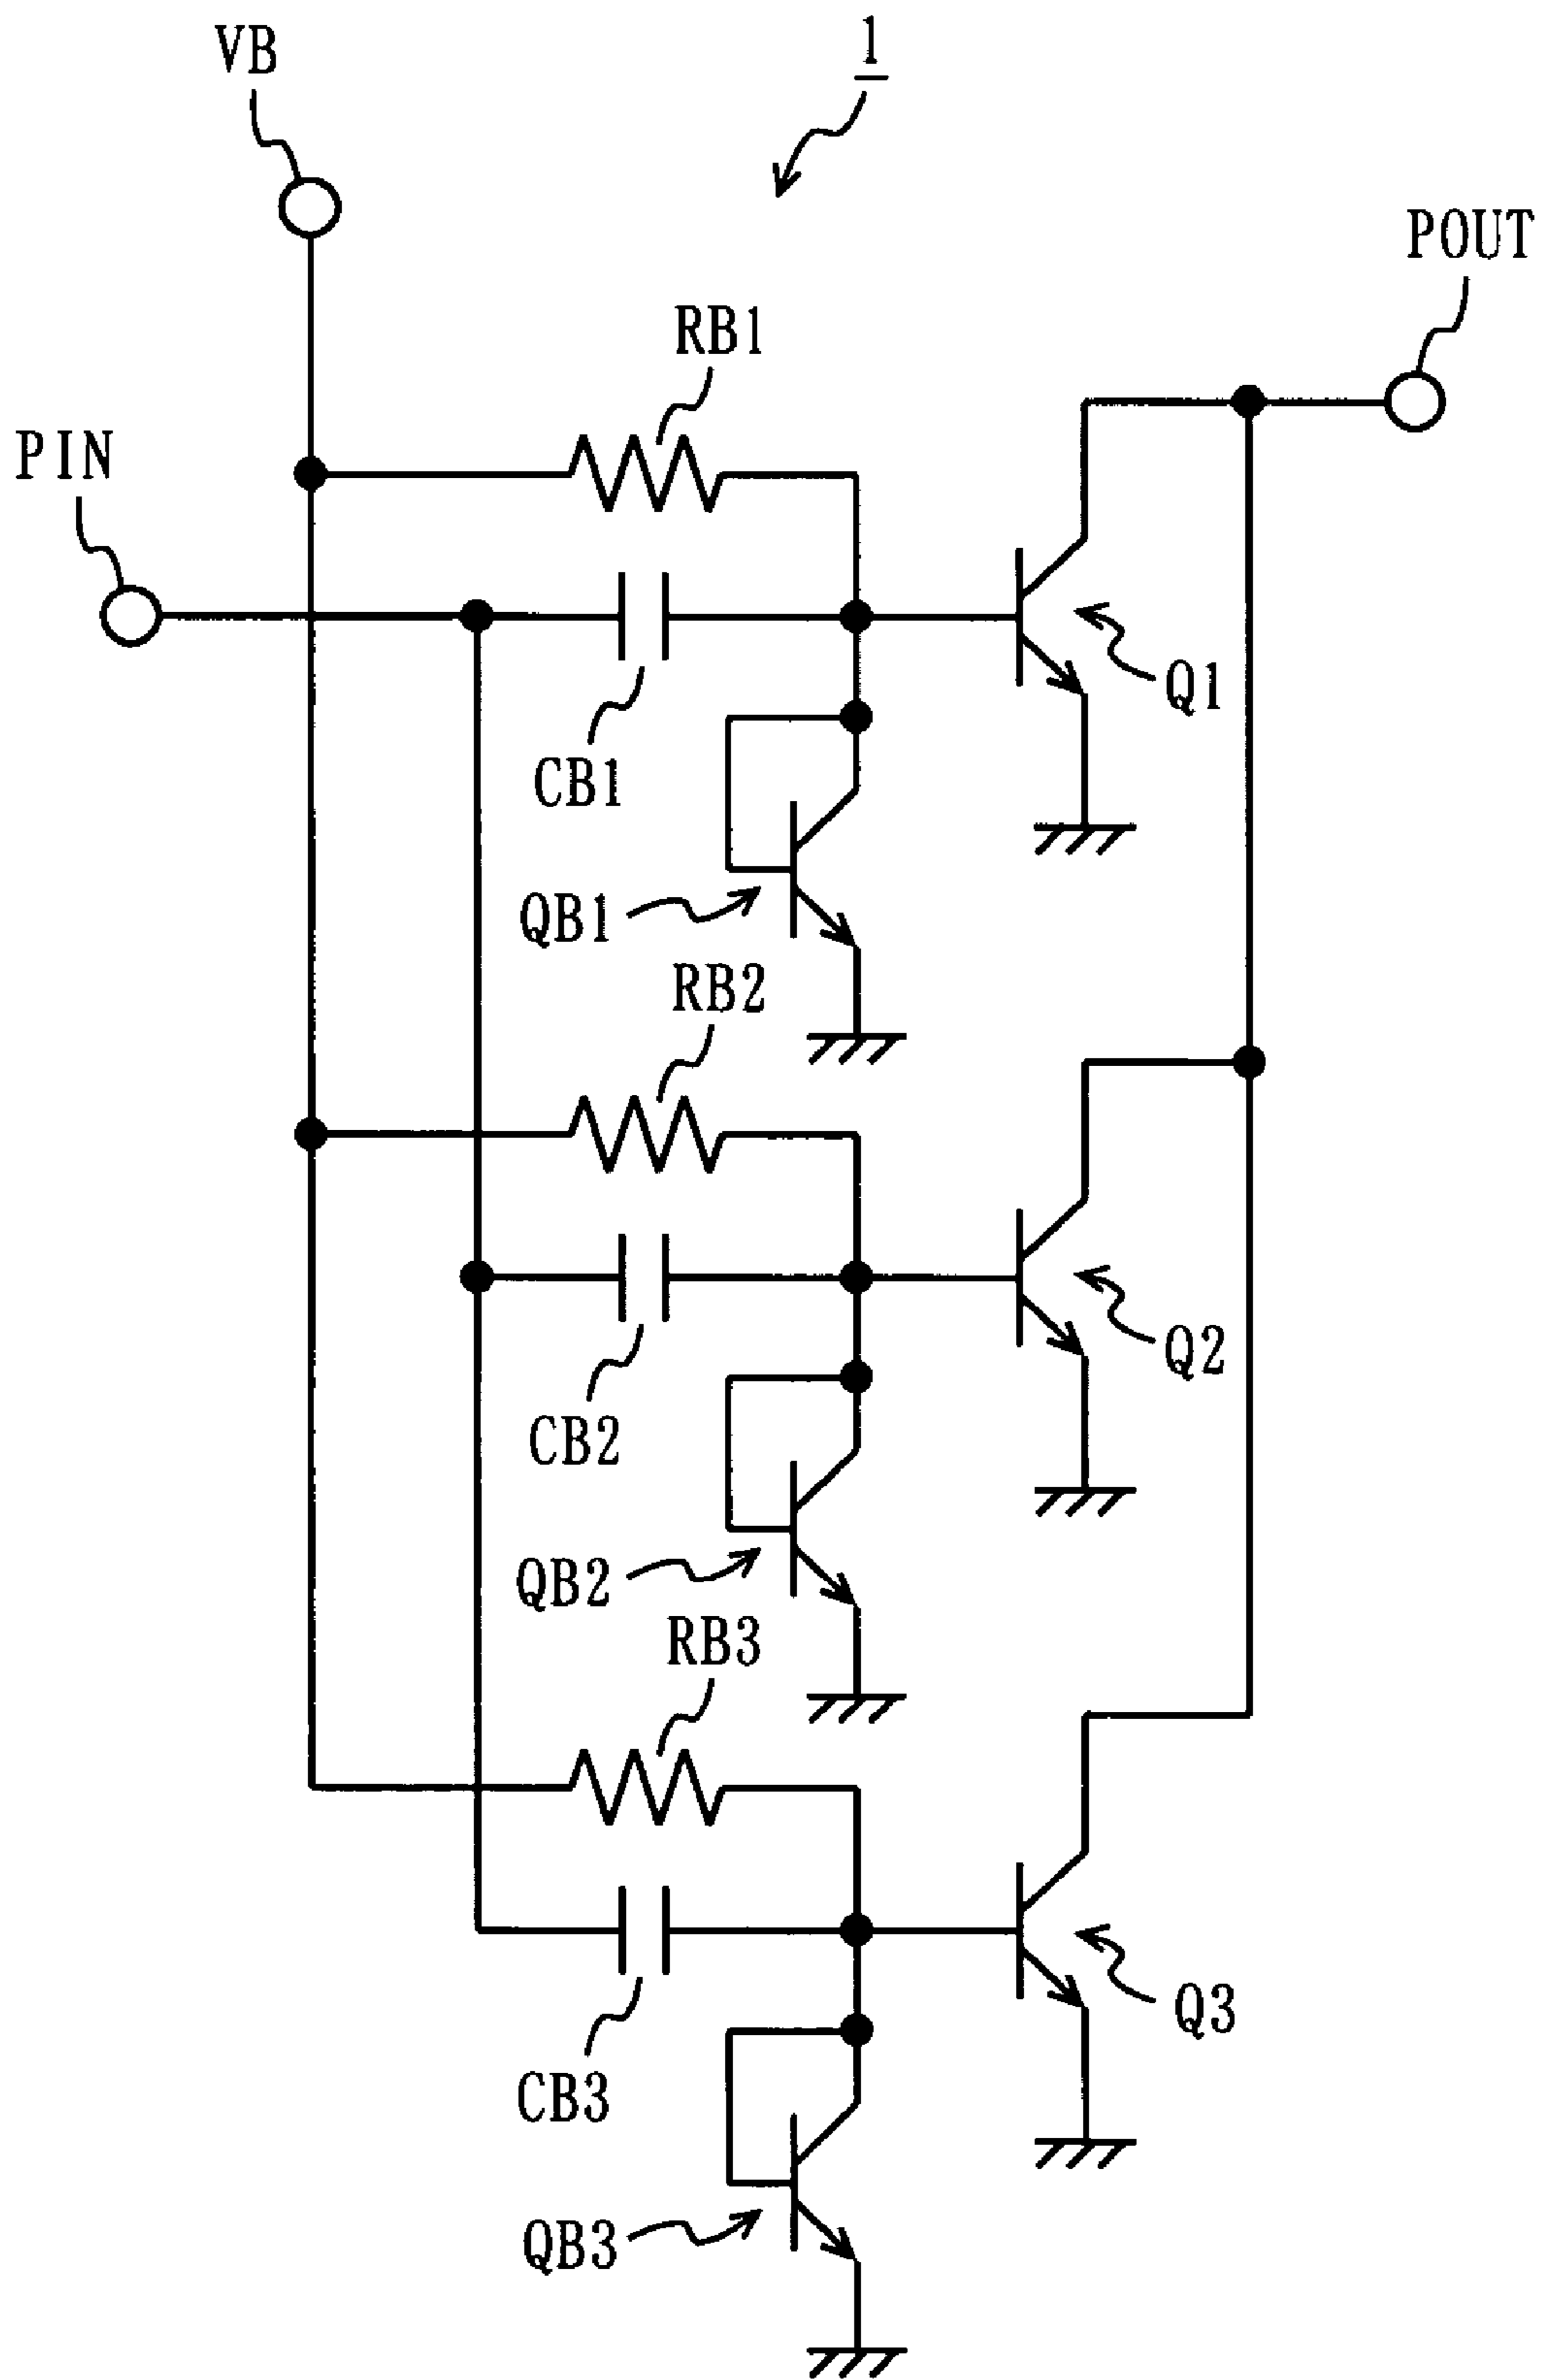 VB
1
POUT
RB1
PIN
Q1
CB1
QB1
RB2
Q2
CB2
QB2
RB3
Q3
CB3
QB3